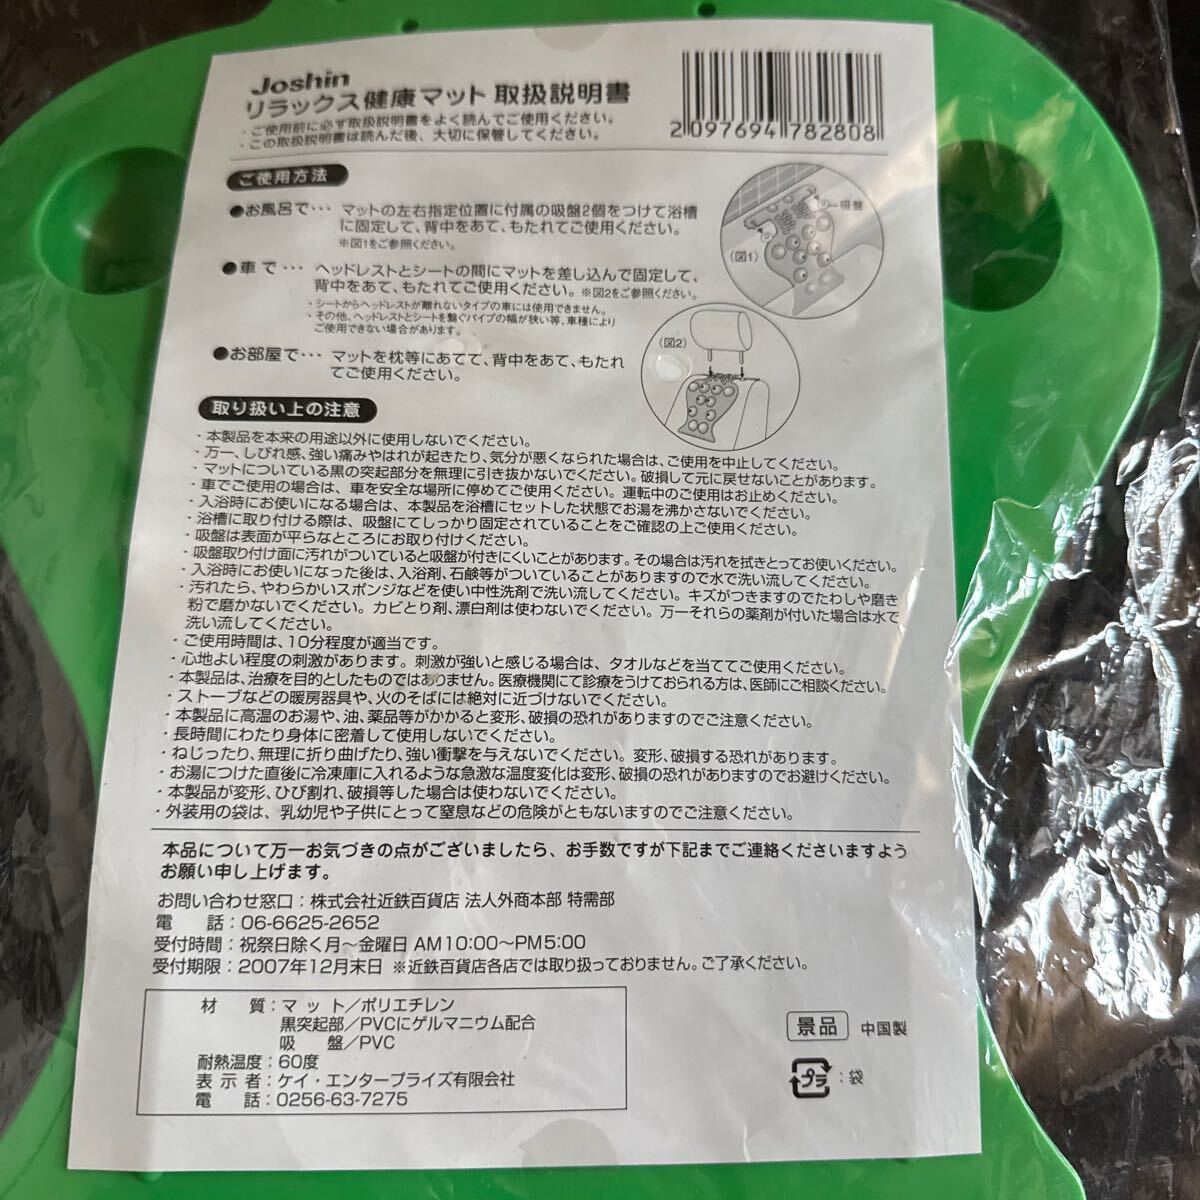 Joshin
リラックス健康マット 取扱説明書
・ご使用前に必ず取扱説明書をよく読んでご使用ください。
・この取扱説明書は読んだ後、大切に保管してください。
2097694782808
ご使用方法
●お風呂で… マットの左右指定位置に付属の吸盤2個をつけて浴槽
に固定して、背中をあて、もたれてご使用ください。
※図1をご参照ください。
吸盤
(図1)
●車で… ヘッドレストとシートの間にマットを差し込んで固定して、
背中をあて、もたれてご使用ください。※図2をご参照ください。
・シートからヘッドレストが離れないタイプの車には使用できません。
・その他、ヘッドレストとシートを繋ぐパイプの幅が狭い等、車種により
ご使用できない場合があります。
(図2)
●お部屋で… マットを枕等にあてて、背中をあて、もたれ
てご使用ください。
取り扱い上の注意
・本製品を本来の用途以外に使用しないでください。
・万一、しびれ感、強い痛みやはれが起きたり、気分が悪くなられた場合は、ご使用を中止してください。
・マットについている黒の突起部分を無理に引き抜かないでください。破損して元に戻せないことがあります。
・車でご使用の場合は、車を安全な場所に停めてご使用ください。運転中のご使用はお止めください。
・入浴時にお使いになる場合は、本製品を浴槽にセットした状態でお湯を沸かさないでください。
・浴槽に取り付ける際は、吸盤にてしっかり固定されていることをご確認の上ご使用ください。
・吸盤は表面が平らなところにお取り付けください。
・吸盤取り付け面に汚れがついていると吸盤が付きにくいことがあります。その場合は汚れを拭きとってお使いください。
・入浴時にお使いになった後は、入浴剤、石鹸等がついていることがありますので水で洗い流してください。
・汚れたら、やわらかいスポンジなどを使い中性洗剤で洗い流してください。キズがつきますのでたわしや磨き
粉で磨かないでください。カビとり剤、漂白剤は使わないでください。万一それらの薬剤が付いた場合は水で
洗い流してください。
・ご使用時間は、10分程度が適当です。
・心地よい程度の刺激があります。刺激が強いと感じる場合は、タオルなどを当ててご使用ください。
・本製品は、治療を目的としたものではありません。医療機関にて診療をうけておられる方は、医師にご相談ください。
・ストーブなどの暖房器具や、火のそばには絶対に近づけないでください。
・本製品に高温のお湯や、油、薬品等がかかると変形、破損の恐れがありますのでご注意ください。
・長時間にわたり身体に密着して使用しないでください。
・ねじったり、無理に折り曲げたり、強い衝撃を与えないでください。変形、破損する恐れがあります。
・お湯につけた直後に冷凍庫に入れるような急激な温度変化は変形、破損の恐れがありますのでお避けください。
・本製品が変形、ひび割れ、破損等した場合は使わないでください。
・外装用の袋は、乳幼児や子供にとって窒息などの危険がともないますのでご注意ください。
本品について万一お気づきの点がございましたら、お手数ですが下記までご連絡くださいますよう
お願い申し上げます。
お問い合わせ窓口：株式会社近鉄百貨店 法人外商本部 特需部
電 話：06-6625-2652
受付時間：祝祭日除く月～金曜日 AM10:00～PM5:00
受付期限：2007年12月末日 ※近鉄百貨店各店では取り扱っておりません。ご了承ください。
材 質：マット／ポリエチレン
黒突起部／PVCにゲルマニウム配合
吸 盤／PVC
耐熱温度：60度
表示者：ケイ・エンタープライズ有限会社
電 話：0256-63-7275
景品 中国製
プラ：袋